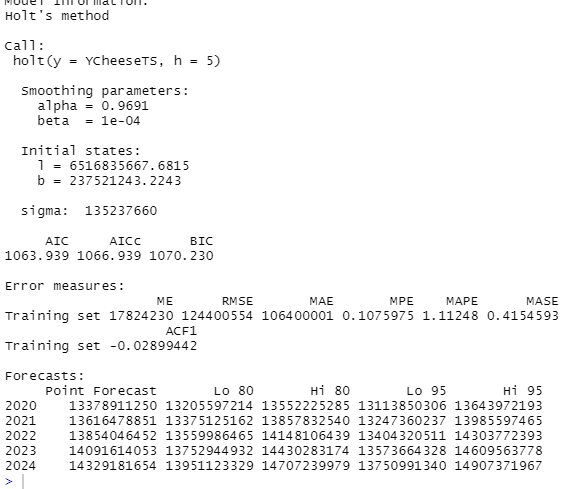 Model Information:
Holt's method
Call:
holt(y = YCheeseTS, h = 5)
Smoothing parameters:
alpha = 0.9691
beta = 1e-04
Initial states:
l = 6516835667.6815
b = 237521243.2243
sigma: 135237660
AIC AICc BIC
1063.939 1066.939 1070.230
Error measures:
ME RMSE MAE MPE MAPE MASE
Training set 17824230 124400554 106400001 0.1075975 1.11248 0.4154593
ACF1
Training set -0.02899442
Forecasts:
Point Forecast Lo 80 Hi 80 Lo 95 Hi 95
2020 13378911250 13205597214 13552225285 13113850306 13643972193
2021 13616478851 13375125162 13857832540 13247360237 13985597465
2022 13854046452 13559986465 14148106439 13404320511 14303772393
2023 14091614053 13752944932 14430283174 13573664328 14609563778
2024 14329181654 13951123329 14707239979 13750991340 14907371967
>